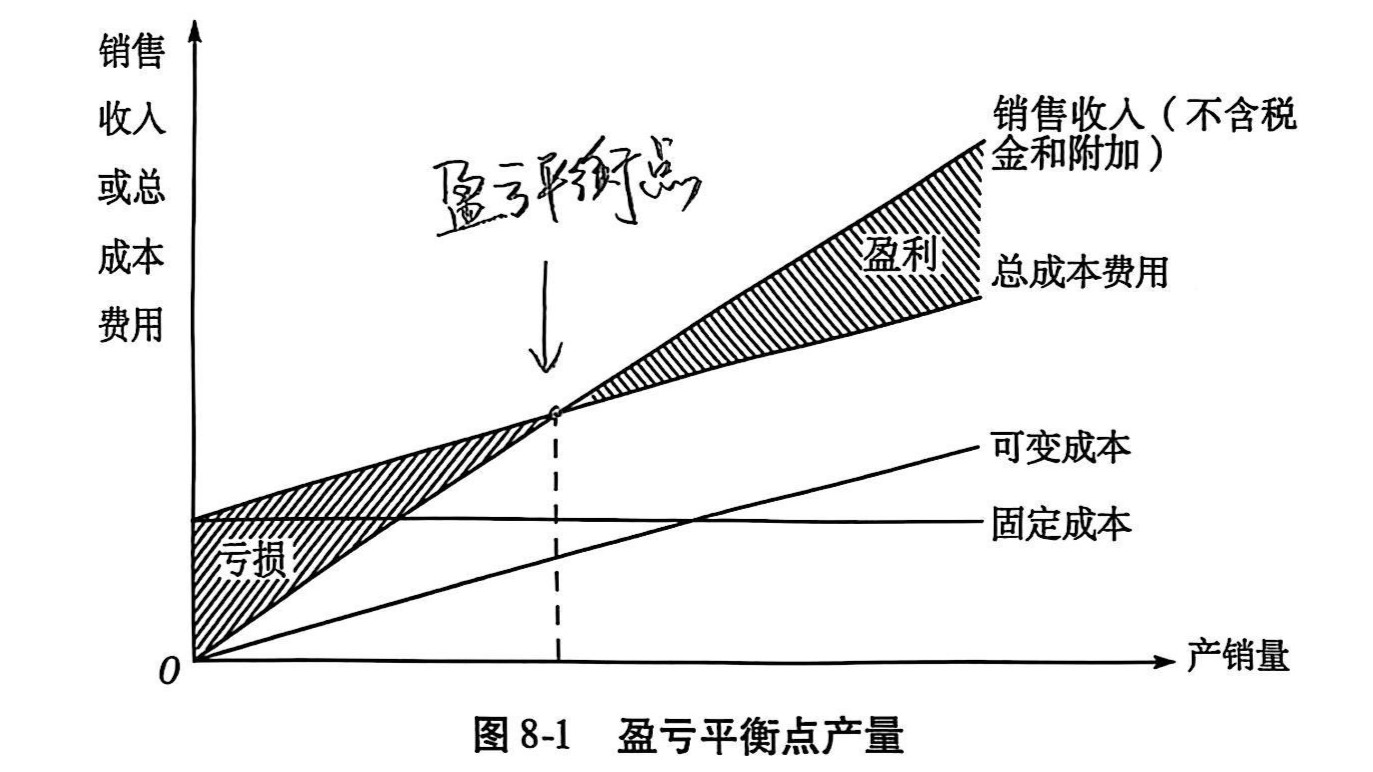 销售
收入
或总
成本
费用
盈亏平衡点
销售收入（不含税
金和附加）
盈利
总成本费用
可变成本
固定成本
亏损
0
产销量
图 8-1 盈亏平衡点产量